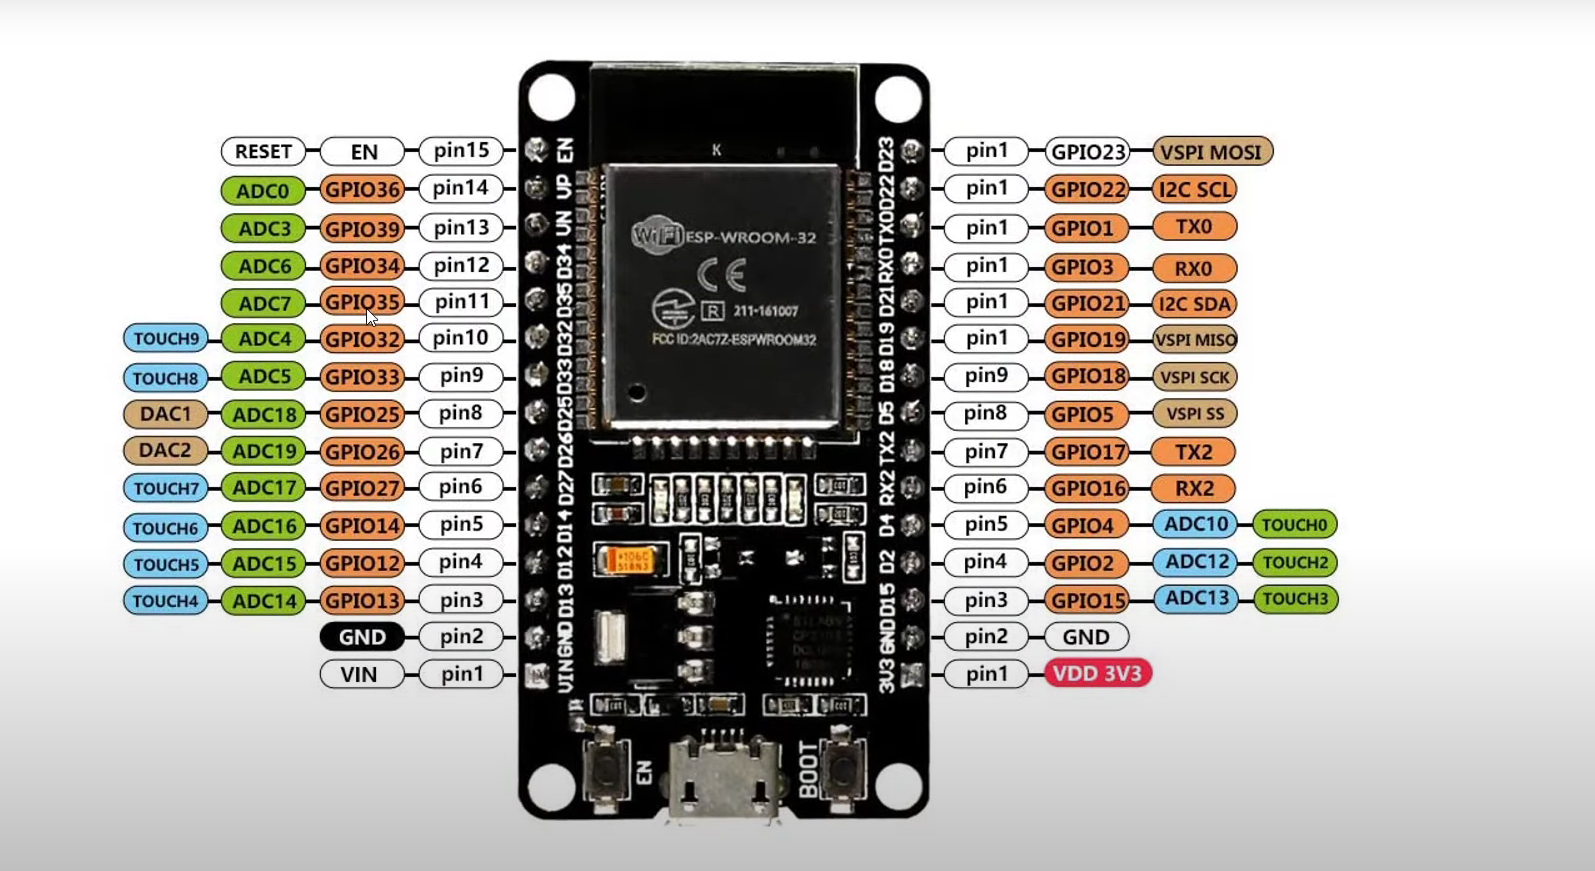 RESET EN pin15 EN D23 pin1 GPIO23 VSPI MOSI
ADC0 GPIO36 pin14 VP D22 pin1 GPIO22 I2C SCL
ADC3 GPIO39 pin13 VN TX0 pin1 GPIO1 TX0
ADC6 GPIO34 pin12 D34 RX0 pin1 GPIO3 RX0
ADC7 GPIO35 pin11 D35 D21 pin1 GPIO21 I2C SDA
TOUCH9 ADC4 GPIO32 pin10 D32 D19 pin1 GPIO19 VSPI MISO
TOUCH8 ADC5 GPIO33 pin9 D33 D18 pin9 GPIO18 VSPI SCK
DAC1 ADC18 GPIO25 pin8 D25 D5 pin8 GPIO5 VSPI SS
DAC2 ADC19 GPIO26 pin7 D26 TX2 pin7 GPIO17 TX2
TOUCH7 ADC17 GPIO27 pin6 D27 RX2 pin6 GPIO16 RX2
TOUCH6 ADC16 GPIO14 pin5 D14 D4 pin5 GPIO4 ADC10 TOUCH0
TOUCH5 ADC15 GPIO12 pin4 D12 D2 pin4 GPIO2 ADC12 TOUCH2
TOUCH4 ADC14 GPIO13 pin3 D13 D15 pin3 GPIO15 ADC13 TOUCH3
GND pin2 GND GND pin2 GND
VIN pin1 VIN 3V3 pin1 VDD 3V3
K
WiFi ESP-WROOM-32
CE
R 211-161007
FCC ID:2AC7Z-ESPWROOM32
EN
BOOT